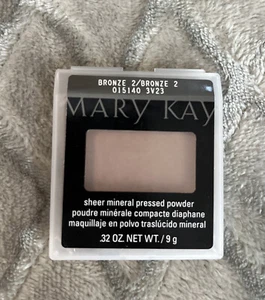 BRONZE 2/BRONZE 2
015140 3V23
MARY KAY
sheer mineral pressed powder
poudre minérale compacte diaphane
maquillaje en polvo traslúcido mineral
.32 OZ. NET WT. / 9 g